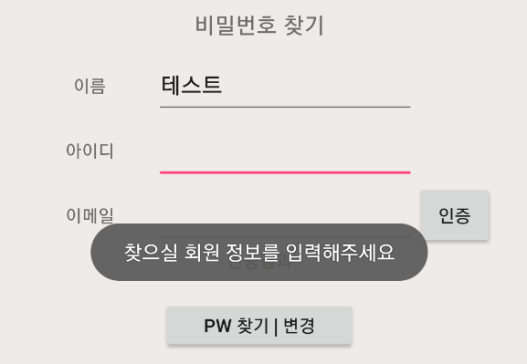 비밀번호 찾기
이름 테스트
아이디
이메일 인증
찾으실 회원 정보를 입력해주세요
PW 찾기 | 변경